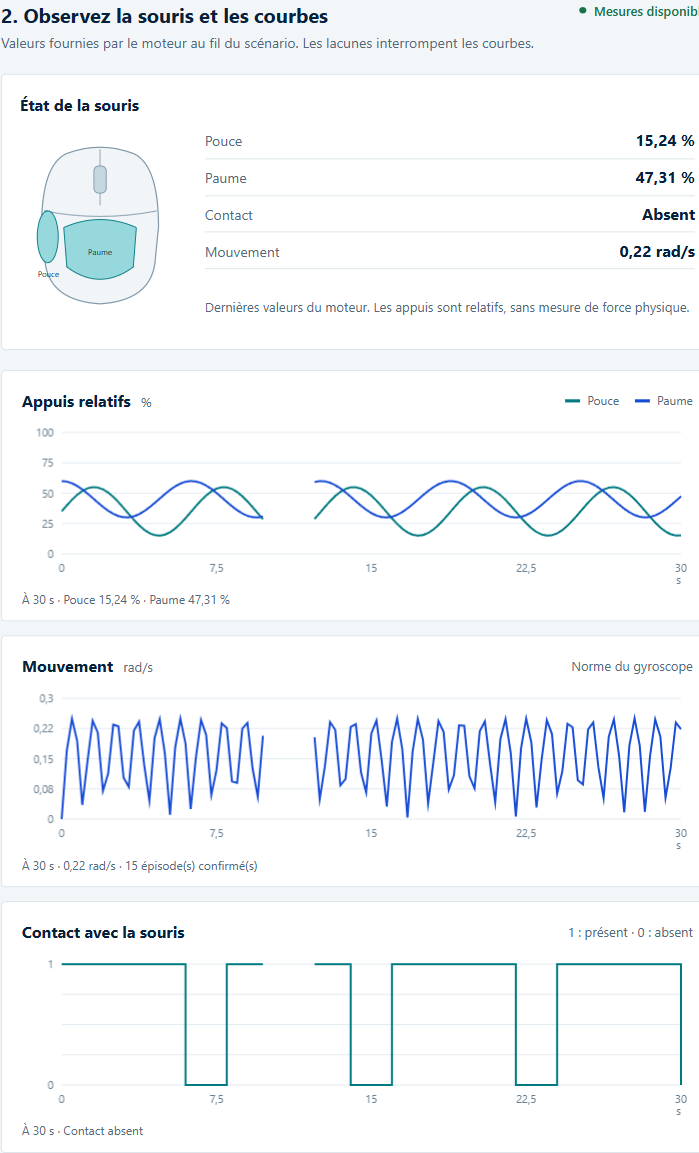 2. Observez la souris et les courbes
Mesures disponibl
Valeurs fournies par le moteur au fil du scénario. Les lacunes interrompent les courbes.
État de la souris
Pouce 15,24 %
Paume 47,31 %
Contact Absent
Mouvement 0,22 rad/s
Paume
Pouce
Dernières valeurs du moteur. Les appuis sont relatifs, sans mesure de force physique.
Appuis relatifs %
Pouce Paume
100
75
50
25
0
0 7,5 15 22,5 30
s
À 30 s · Pouce 15,24 % · Paume 47,31 %
Mouvement rad/s
Norme du gyroscope
0,3
0,22
0,15
0,08
0
0 7,5 15 22,5 30
s
À 30 s · 0,22 rad/s · 15 épisode(s) confirmé(s)
Contact avec la souris
1 : présent · 0 : absent
1
0
0 7,5 15 22,5 30
s
À 30 s · Contact absent